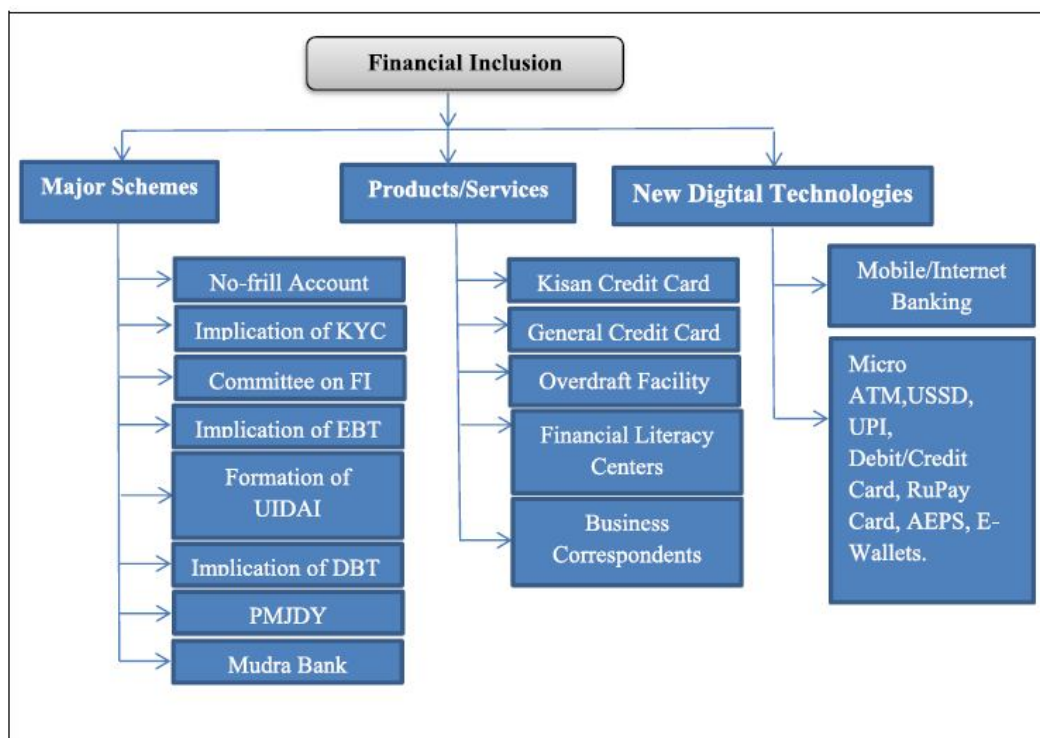 Financial Inclusion
Major Schemes
Products/Services
New Digital Technologies
No-frill Account
Implication of KYC
Committee on FI
Implication of EBT
Formation of
UIDAI
Implication of DBT
PMJDY
Mudra Bank
Kisan Credit Card
General Credit Card
Overdraft Facility
Financial Literacy
Centers
Business
Correspondents
Mobile/Internet
Banking
Micro
ATM,USSD,
UPI,
Debit/Credit
Card, RuPay
Card, AEPS, E-
Wallets.